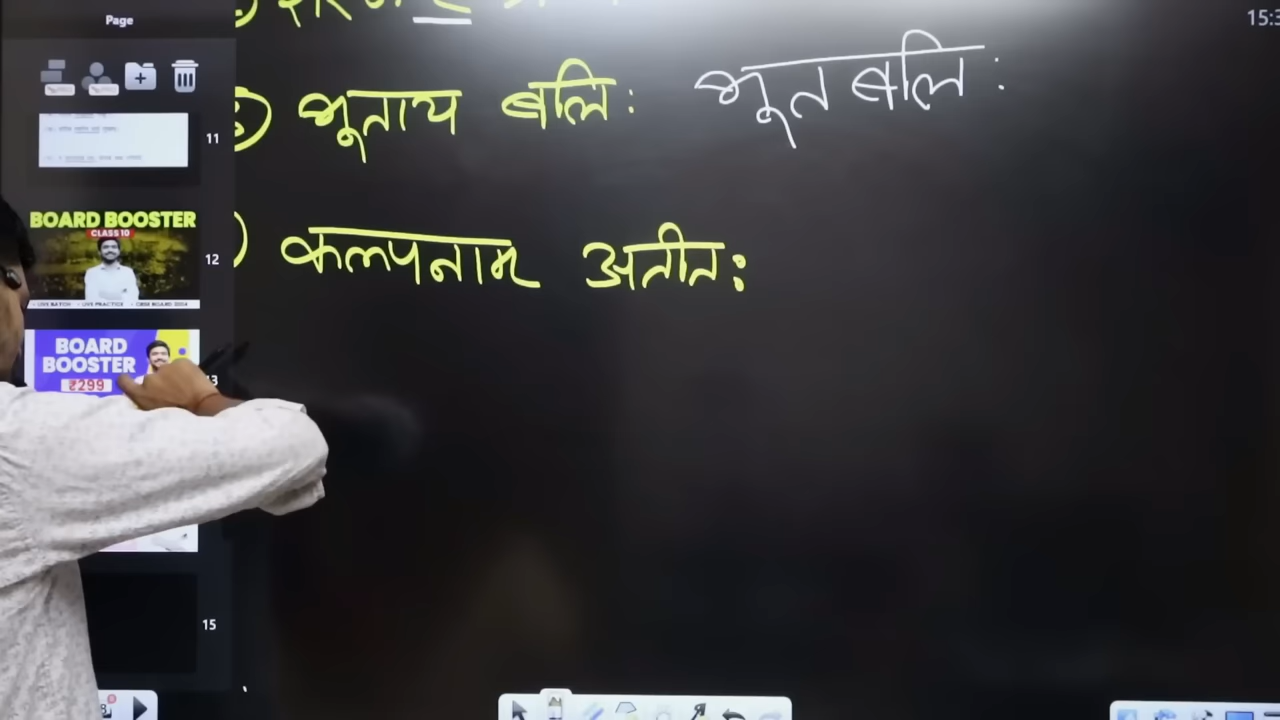 Page
15:3
भूताय बलिः भूत बलिः
11
कल्पनाम अतीतः
BOARD BOOSTER
CLASS 10
12
BOARD
BOOSTER
₹299
15